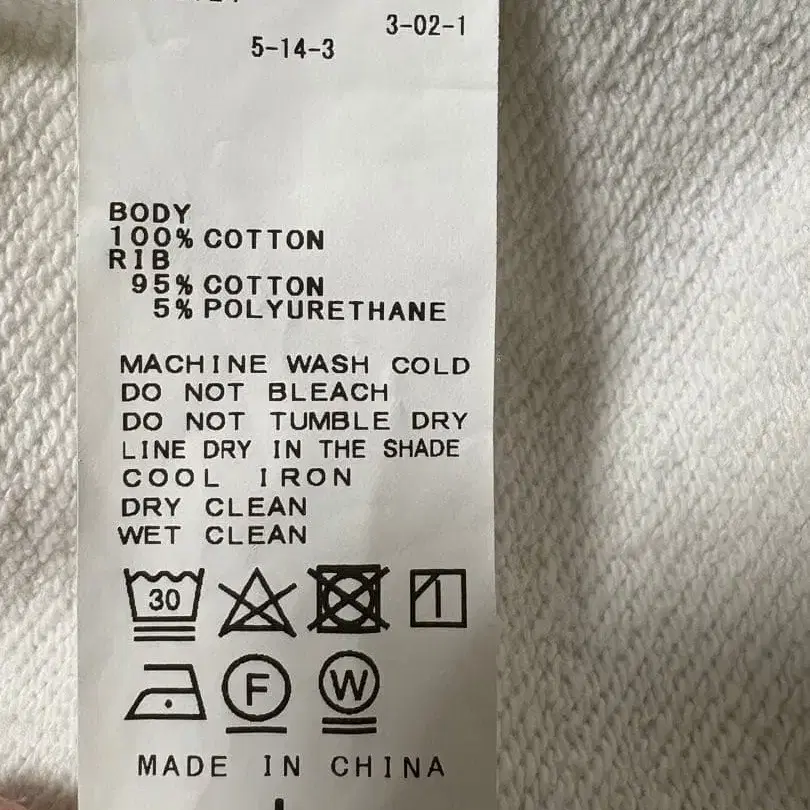 3-02-1
5-14-3
BODY
100% COTTON
RIB
95% COTTON
5% POLYURETHANE
MACHINE WASH COLD
DO NOT BLEACH
DO NOT TUMBLE DRY
LINE DRY IN THE SHADE
COOL IRON
DRY CLEAN
WET CLEAN
30
F W
MADE IN CHINA